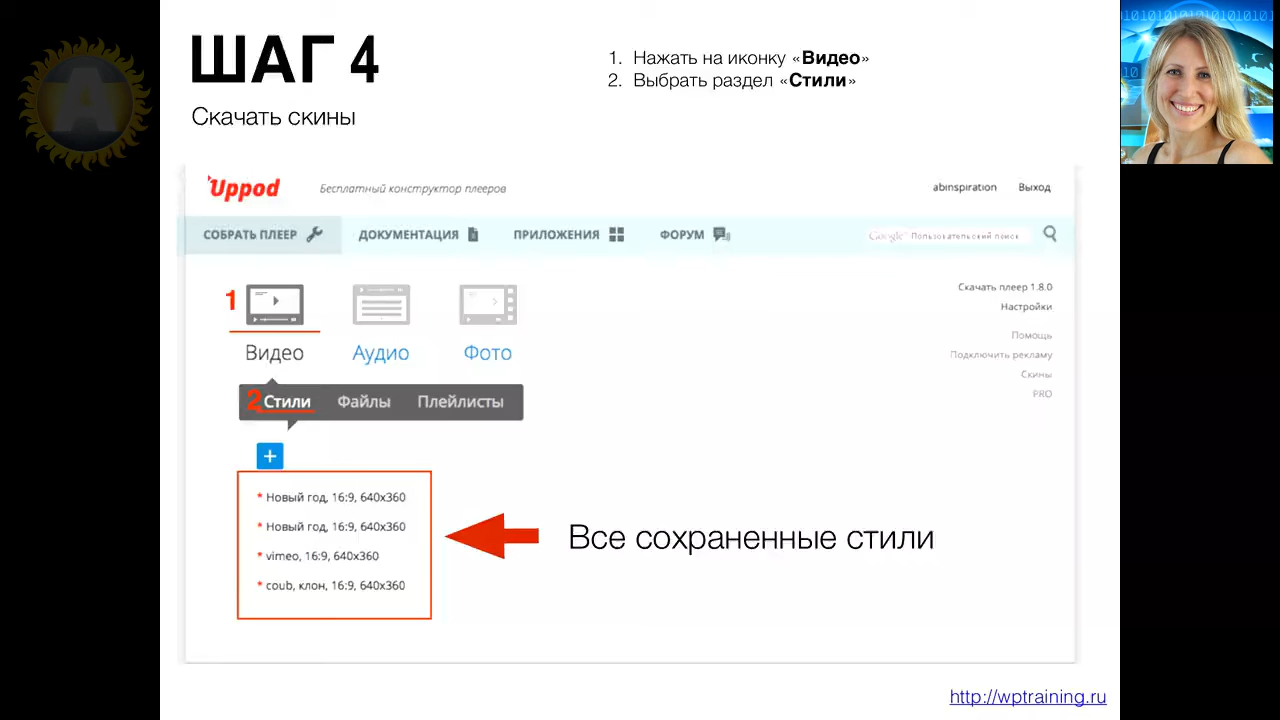 ШАГ 4
Скачать скины
1. Нажать на иконку «Видео»
2. Выбрать раздел «Стили»
Uppod
Бесплатный конструктор плееров
abinspiration Выход
СОБРАТЬ ПЛЕЕР ДОКУМЕНТАЦИЯ ПРИЛОЖЕНИЯ ФОРУМ Google Пользовательский поиск
1
Видео Аудио Фото
Скачать плеер 1.8.0
Настройки
Помощь
Подключить рекламу
Скины
PRO
2 Стили Файлы Плейлисты
+
* Новый год, 16:9, 640x360
* Новый год, 16:9, 640x360
* vimeo, 16:9, 640x360
* coub, клон, 16:9, 640x360
Все сохраненные стили
http://wptraining.ru
A